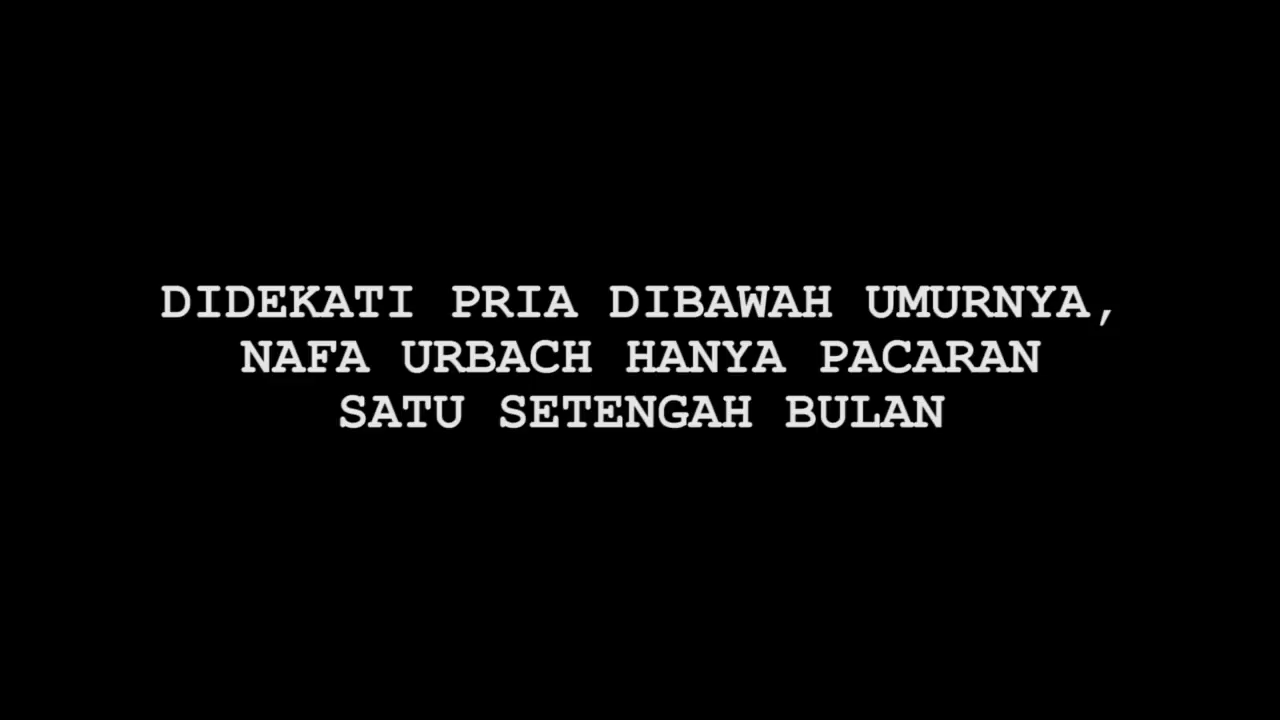 DIDEKATI PRIA DIBAWAH UMURNYA,
NAFA URBACH HANYA PACARAN
SATU SETENGAH BULAN